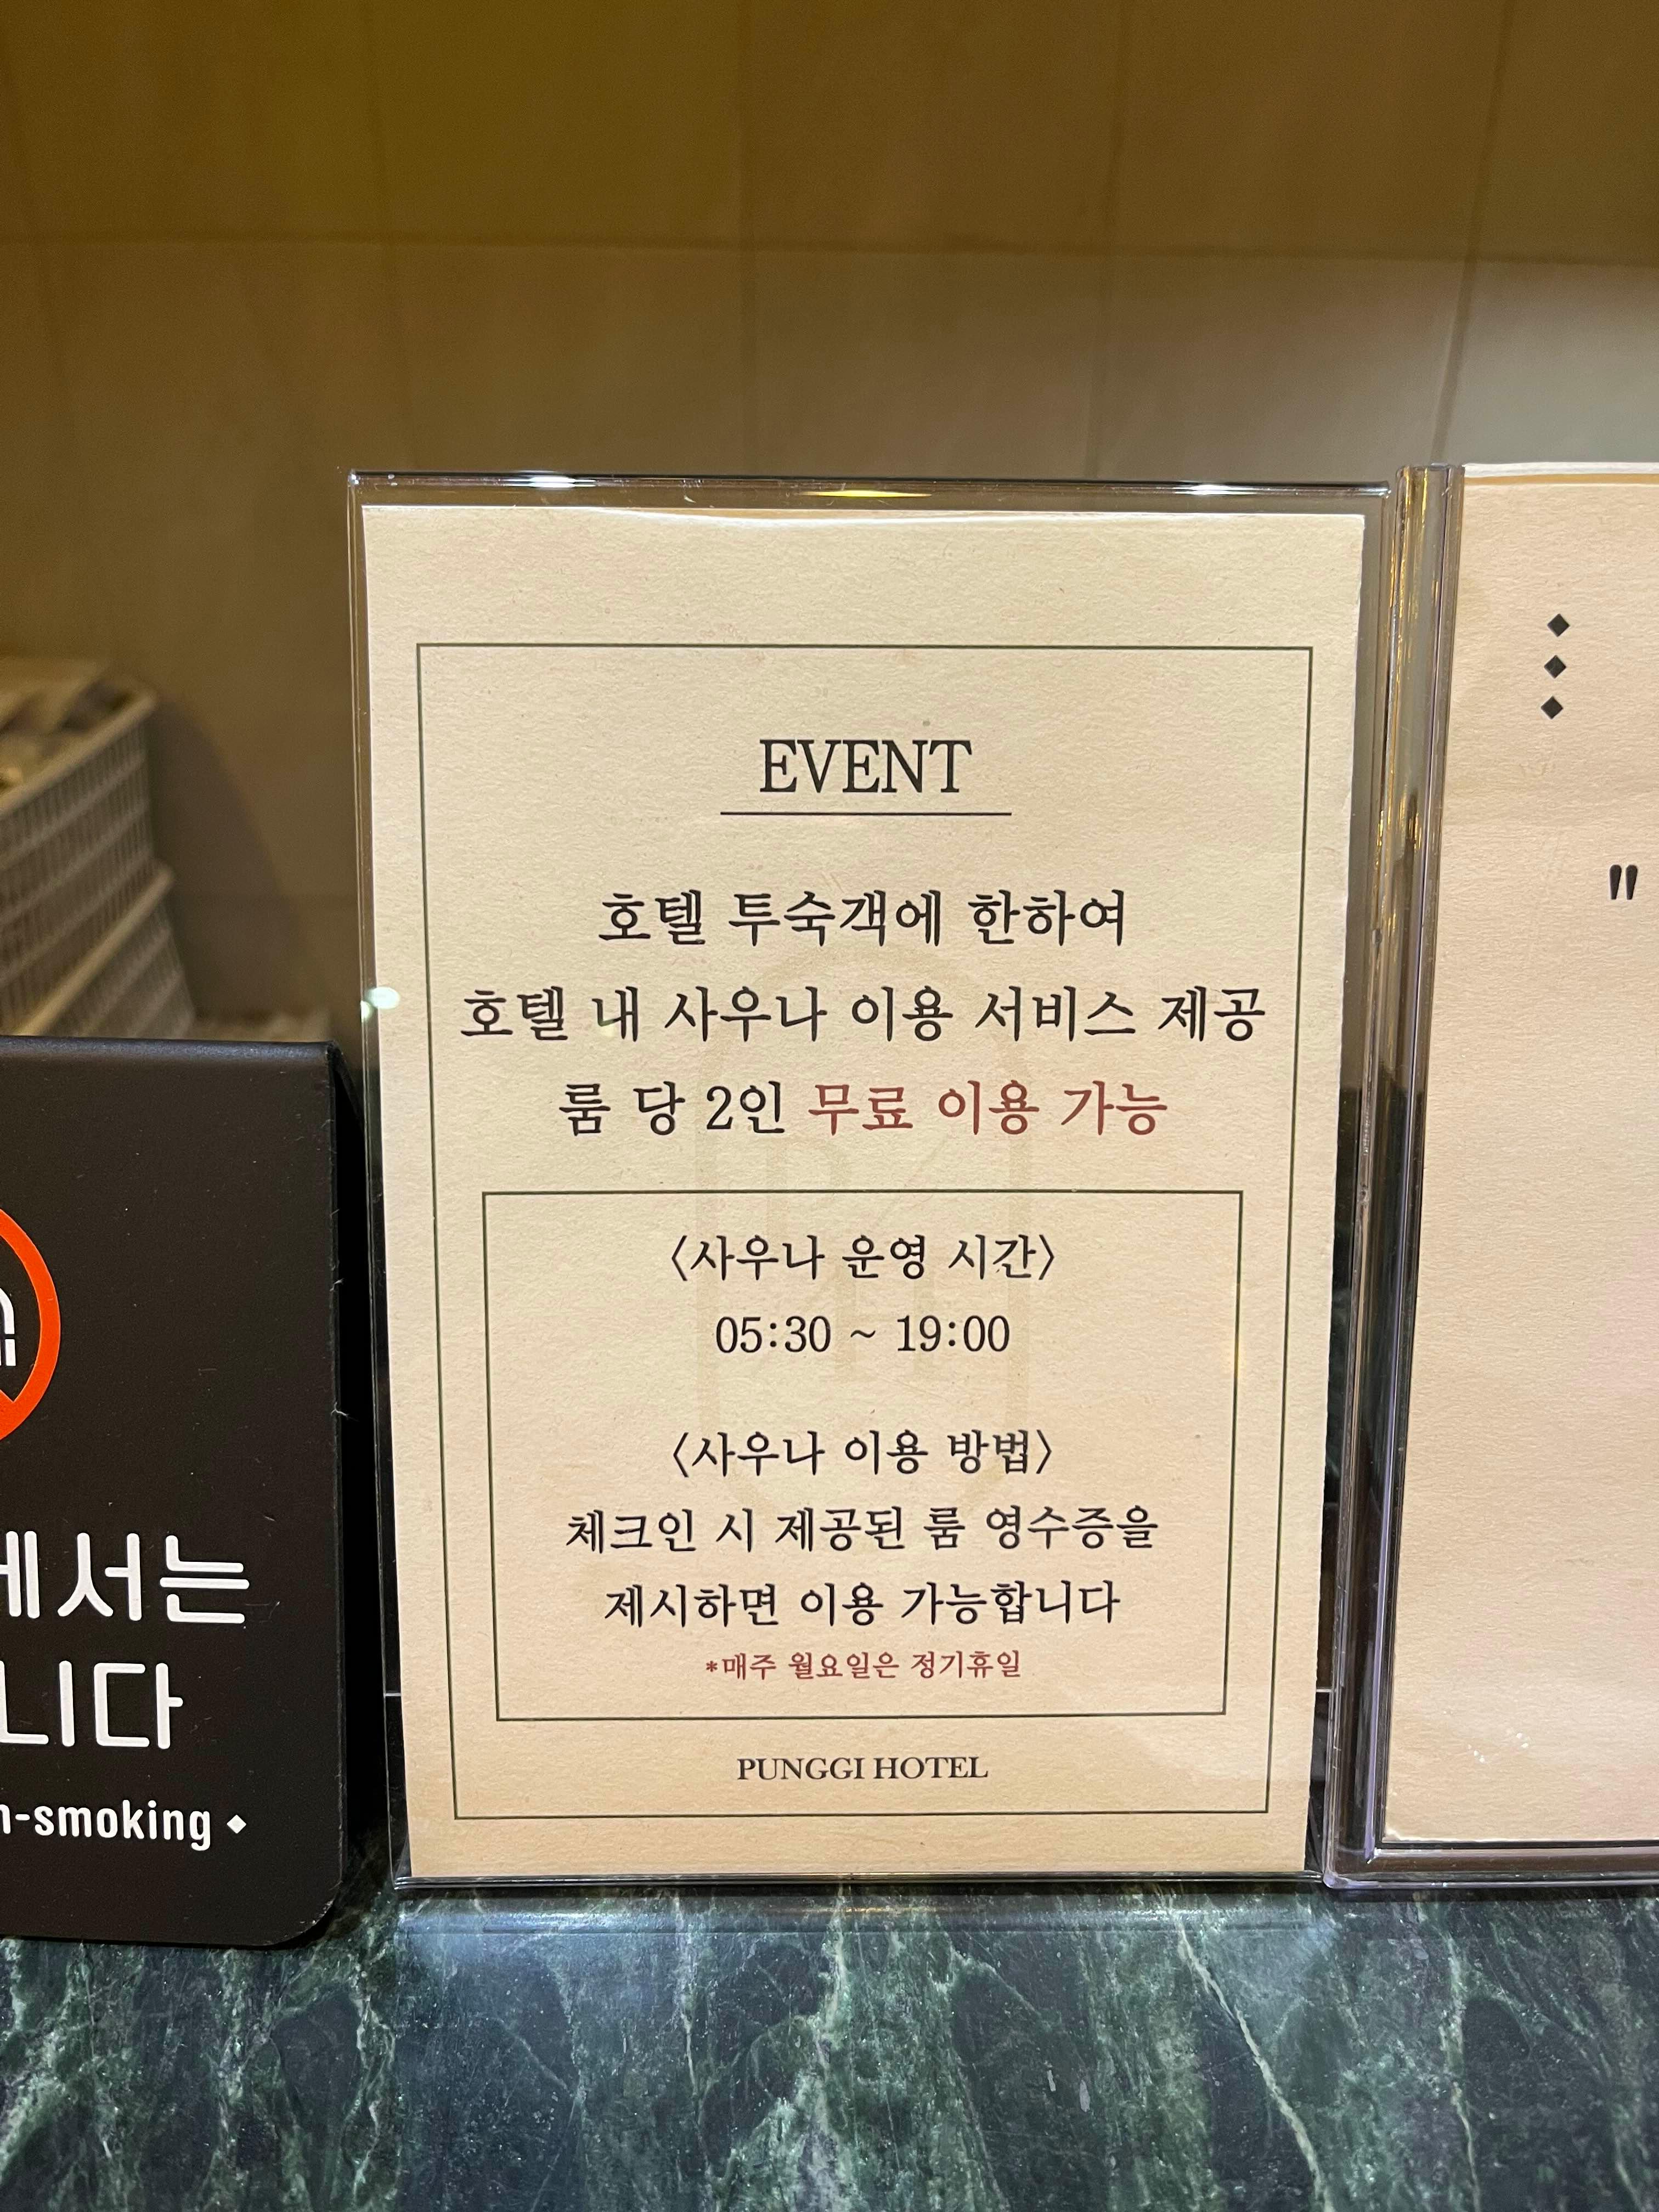 EVENT
호텔 투숙객에 한하여
호텔 내 사우나 이용 서비스 제공
룸 당 2인 무료 이용 가능
〈사우나 운영 시간〉
05:30 ~ 19:00
〈사우나 이용 방법〉
체크인 시 제공된 룸 영수증을
제시하면 이용 가능합니다
*매주 월요일은 정기휴일
PUNGGI HOTEL
에서는
니다
-smoking
"